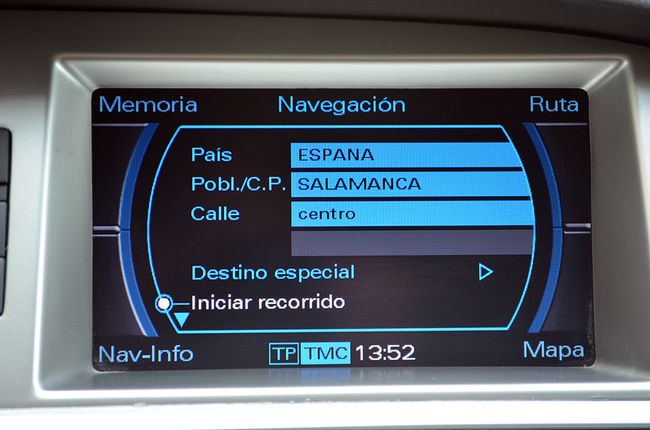 Memoria Navegación Ruta
País ESPANA
Pobl./C.P. SALAMANCA
Calle centro
Destino especial
Iniciar recorrido
Nav-Info TP TMC 13:52 Mapa